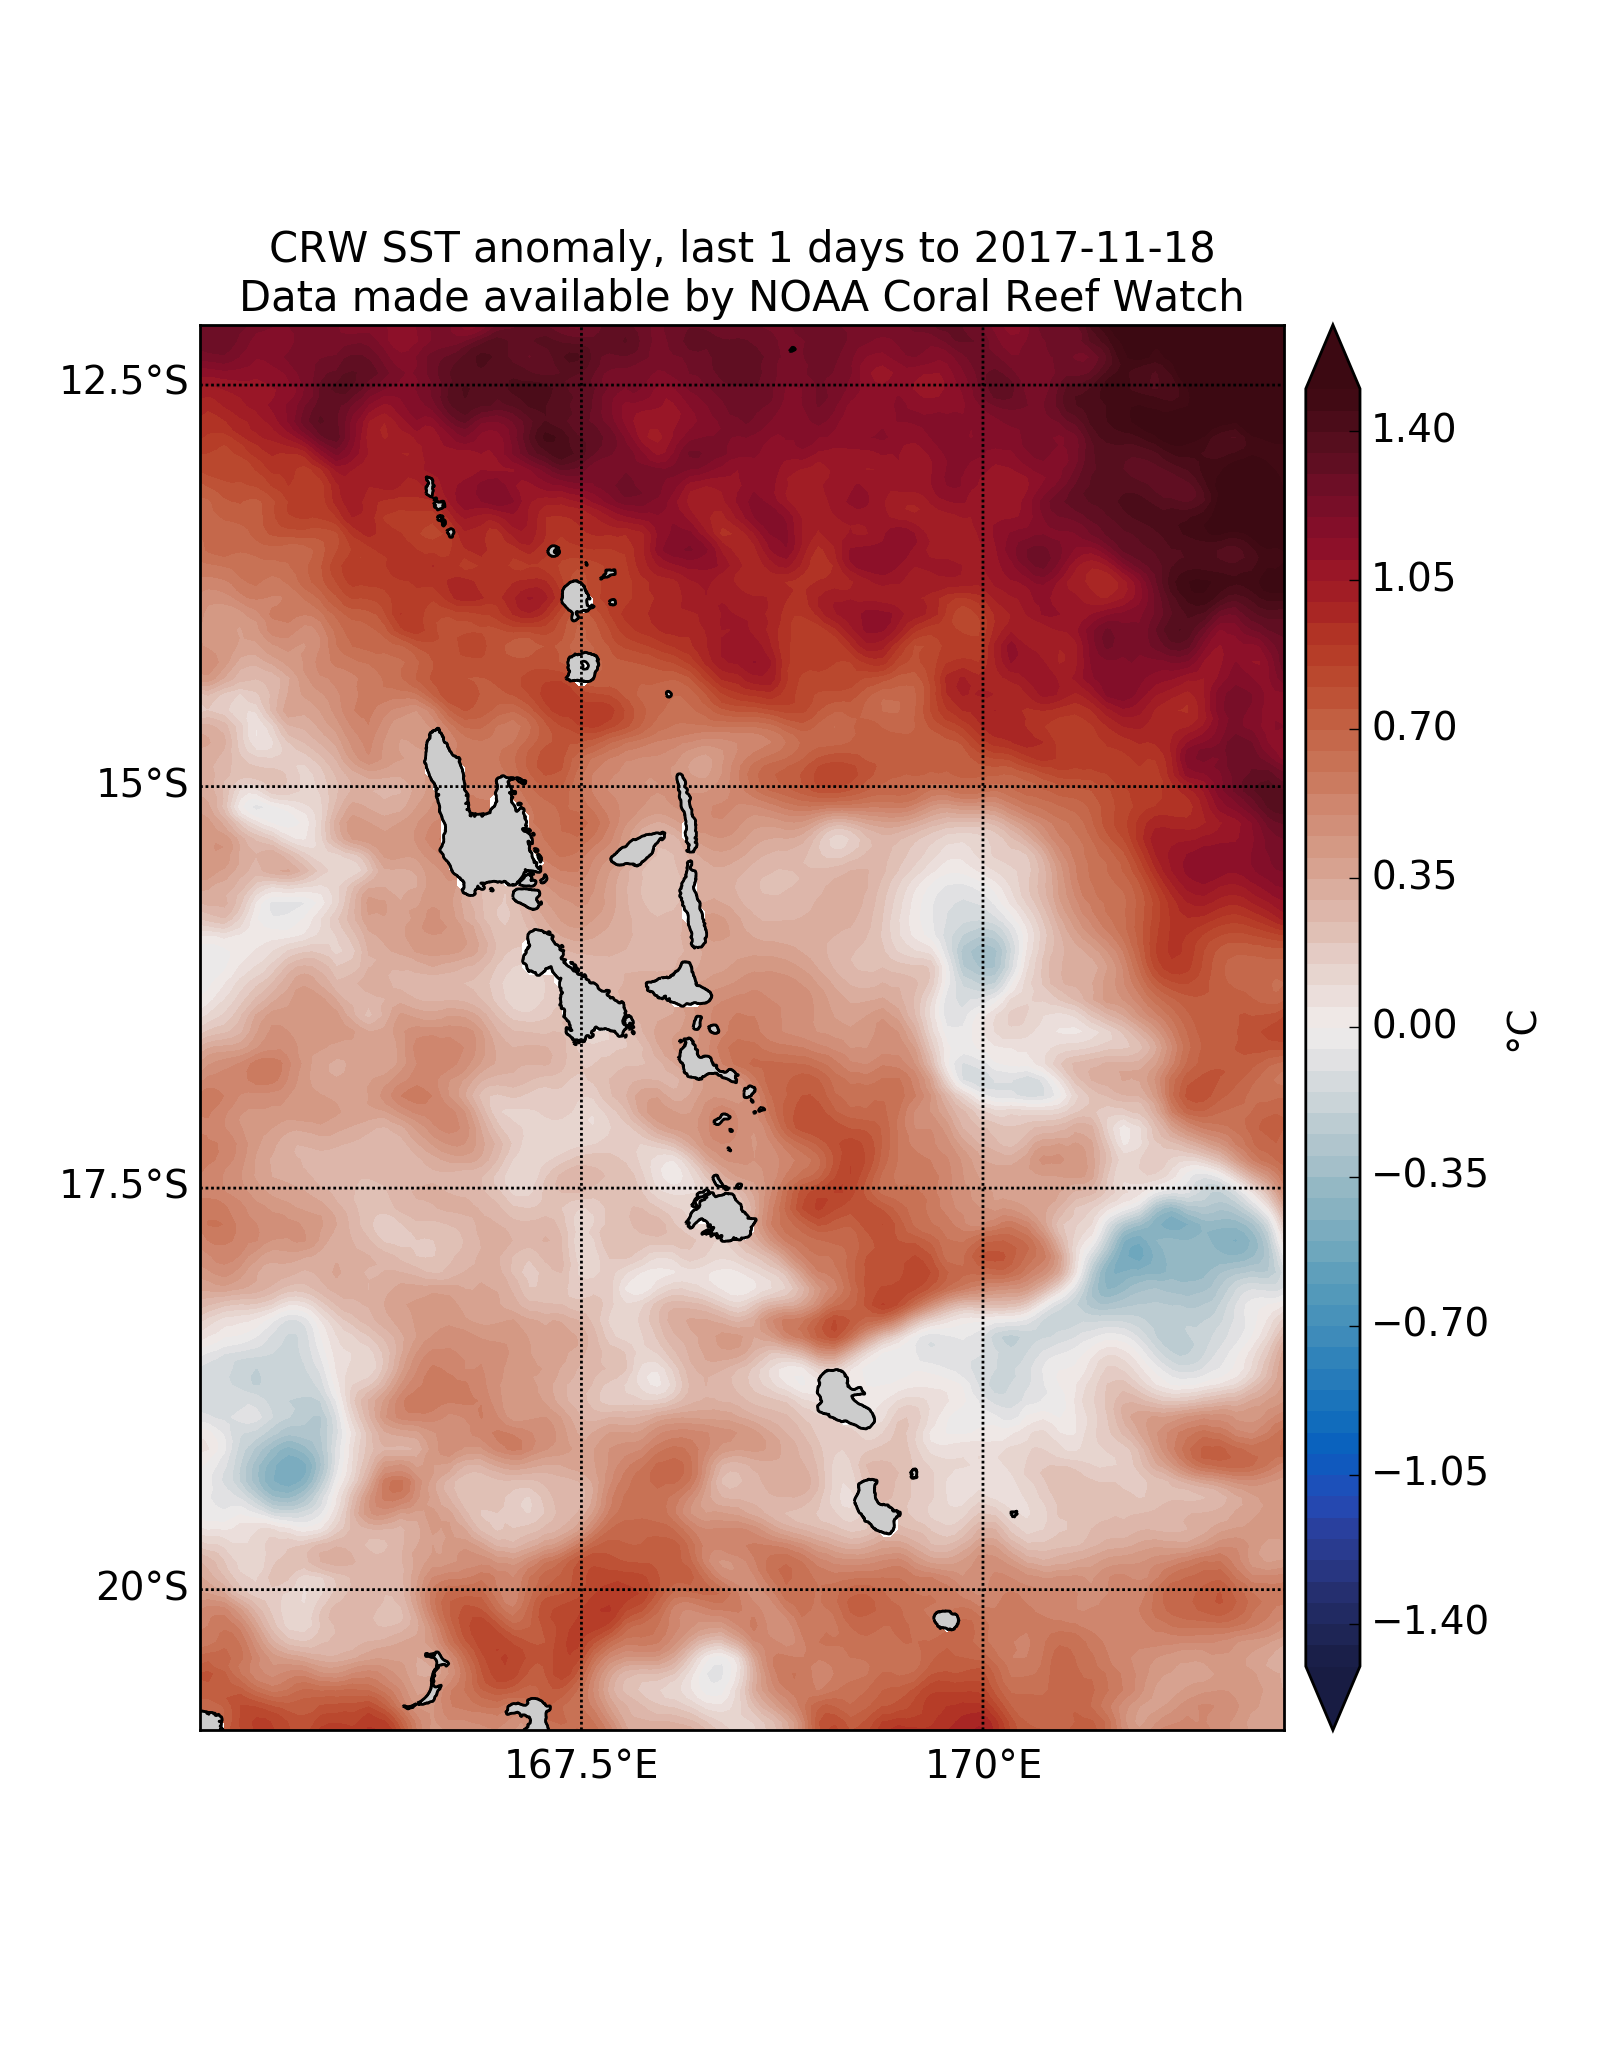 CRW SST anomaly, last 1 days to 2017-11-18
Data made available by NOAA Coral Reef Watch
12.5°S
15°S
17.5°S
20°S
167.5°E
170°E
1.40
1.05
0.70
0.35
0.00
−0.35
−0.70
−1.05
−1.40
°C